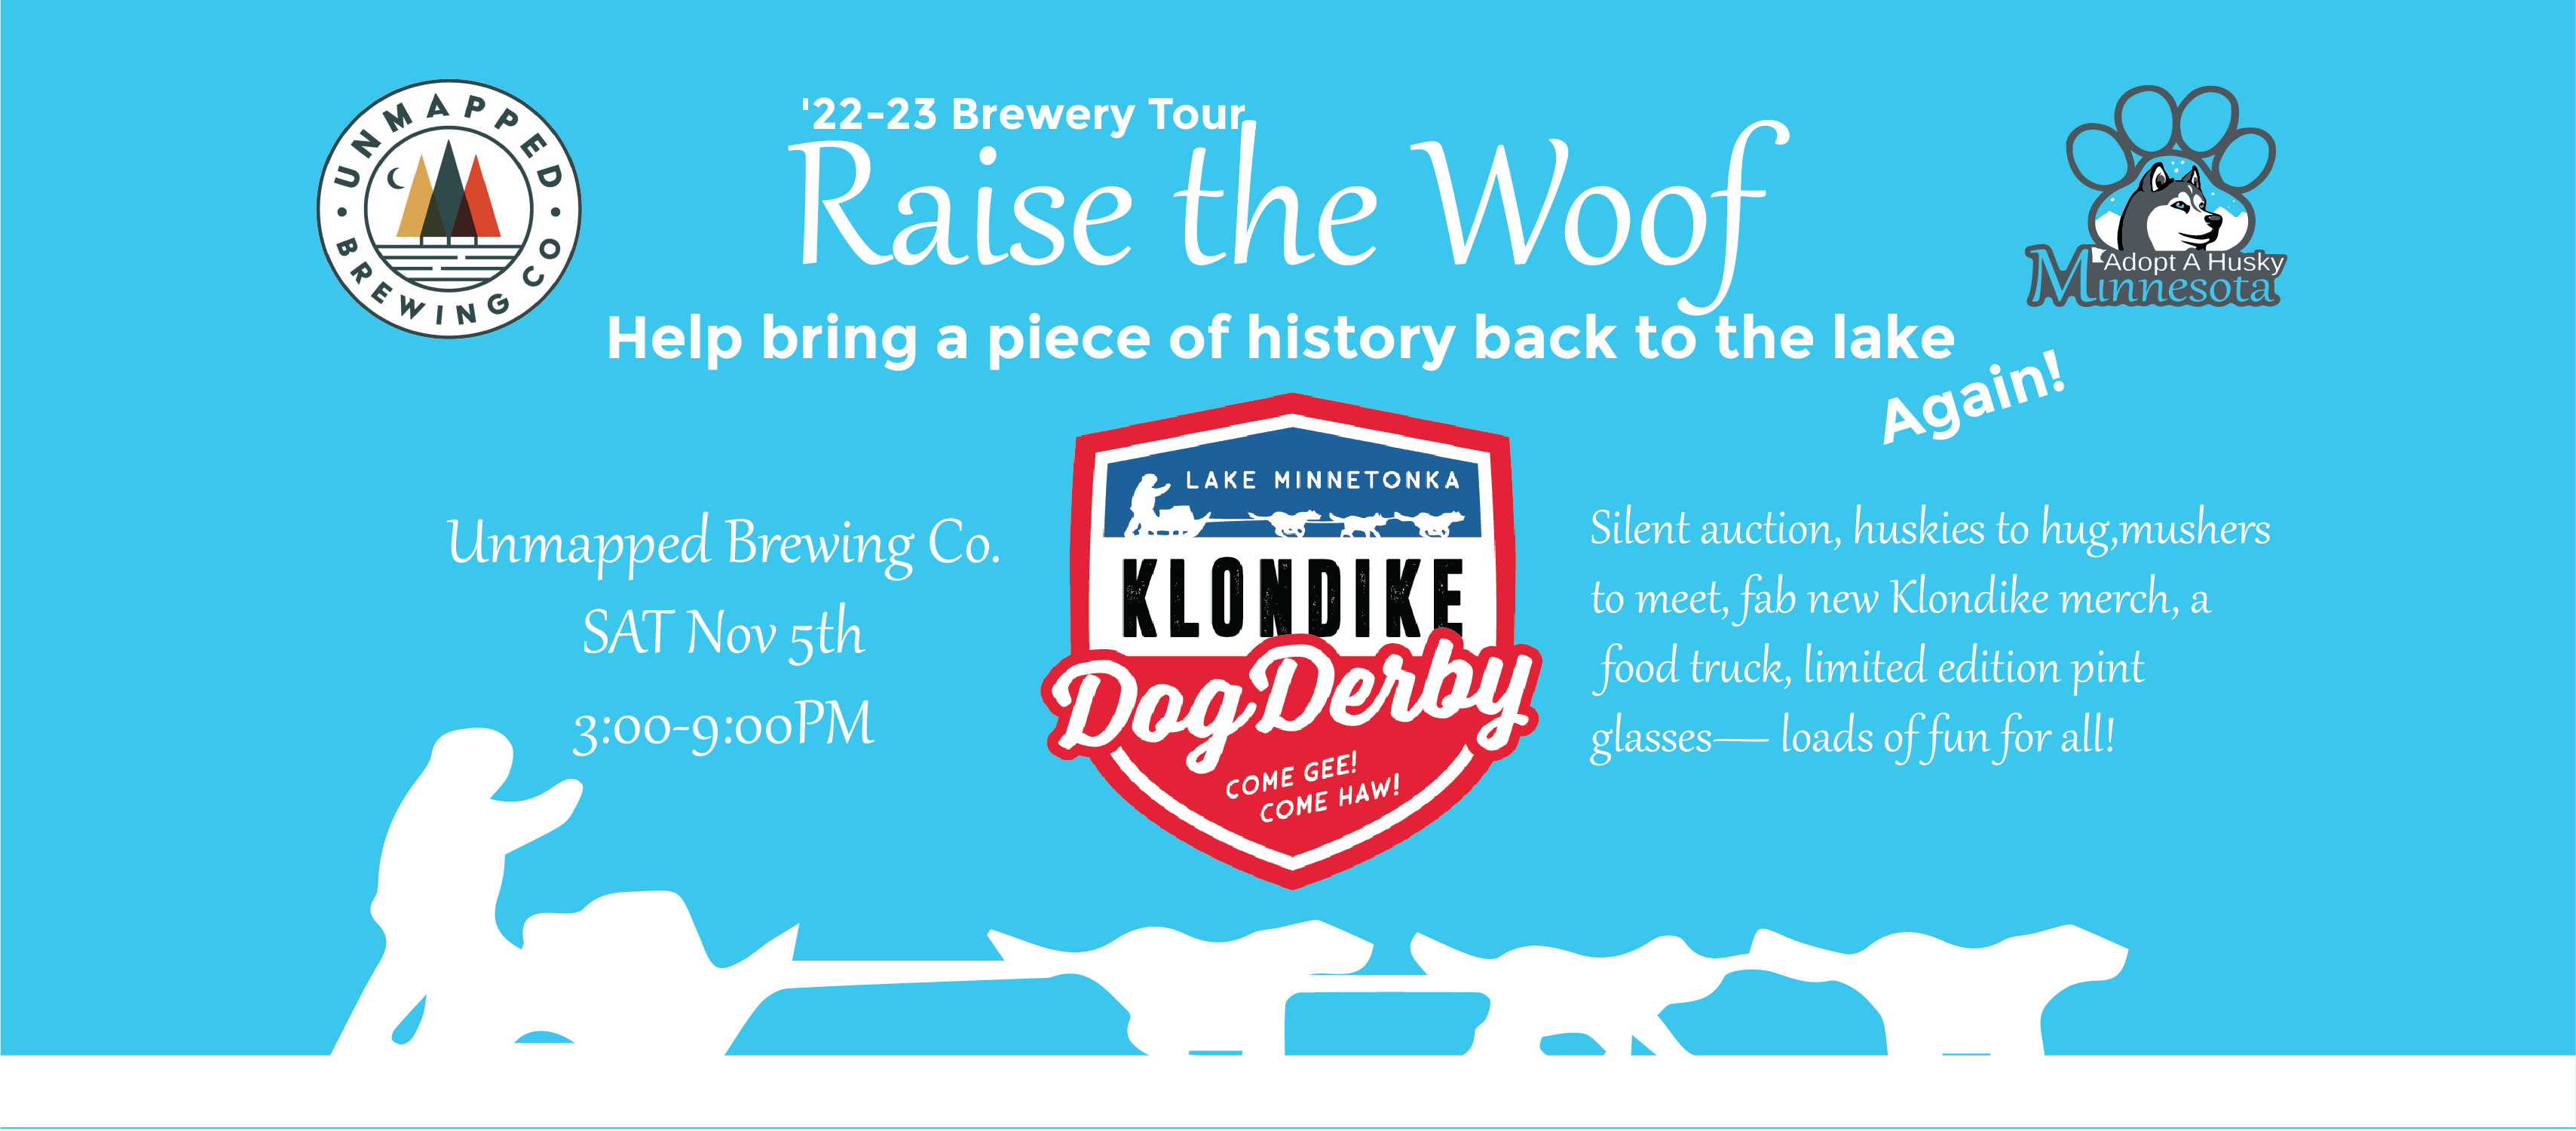 UNMAPPED
BREWING CO
'22-23 Brewery Tour
Raise the Woof
Adopt A Husky
Minnesota
Help bring a piece of history back to the lake
Again!
Unmapped Brewing Co.
SAT Nov 5th
3:00-9:00PM
LAKE MINNETONKA
KLONDIKE
Dog Derby
COME GEE!
COME HAW!
Silent auction, huskies to hug,mushers
to meet, fab new Klondike merch, a
food truck, limited edition pint
glasses— loads of fun for all!